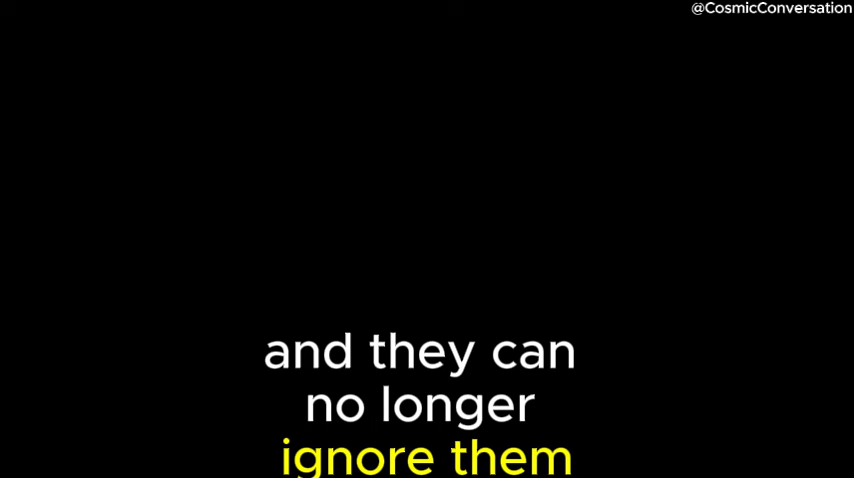 @CosmicConversation
and they can
no longer
ignore them